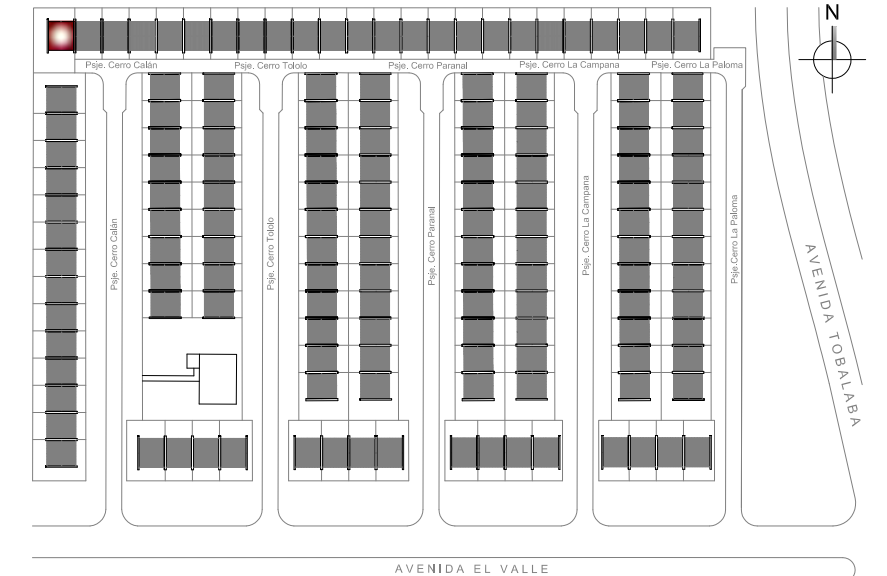 N
Psje. Cerro Calán
Psje. Cerro Tololo
Psje. Cerro Paranal
Psje. Cerro La Campana
Psje. Cerro La Paloma
Psje. Cerro Calán
Psje. Cerro Tololo
Psje. Cerro Paranal
Psje. Cerro La Campana
Psje.Cerro La Paloma
AVENIDA TOBALABA
AVENIDA EL VALLE